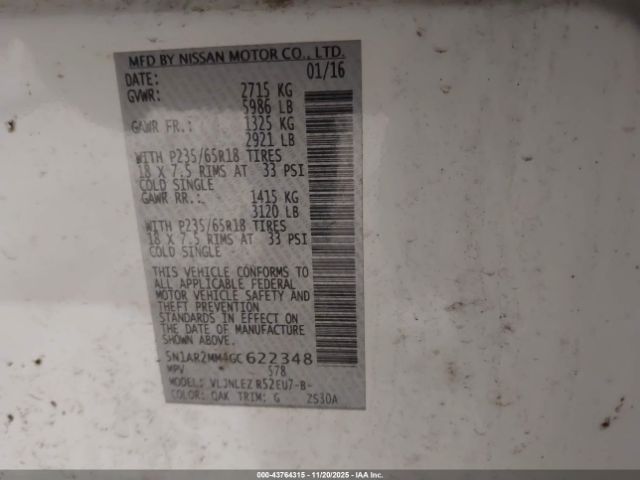 MFD BY NISSAN MOTOR CO., LTD.
DATE: 01/16
GVWR: 2715 KG
5986 LB
GAWR FR.: 1325 KG
2921 LB
WITH P235/65R18 TIRES
18 X 7.5 RIMS AT 33 PSI
COLD SINGLE
GAWR RR.: 1415 KG
3120 LB
WITH P235/65R18 TIRES
18 X 7.5 RIMS AT 33 PSI
COLD SINGLE
THIS VEHICLE CONFORMS TO
ALL APPLICABLE FEDERAL
MOTOR VEHICLE SAFETY AND
THEFT PREVENTION
STANDARDS IN EFFECT ON
THE DATE OF MANUFACTURE
SHOWN ABOVE.
5N1AR2MM4GC622348
MPV 578
MODEL: VLJNLEZ R52EU7-B-
COLOR: QAK TRIM: G 2530A
000-43764315 - 11/20/2025 - IAAI, Inc.